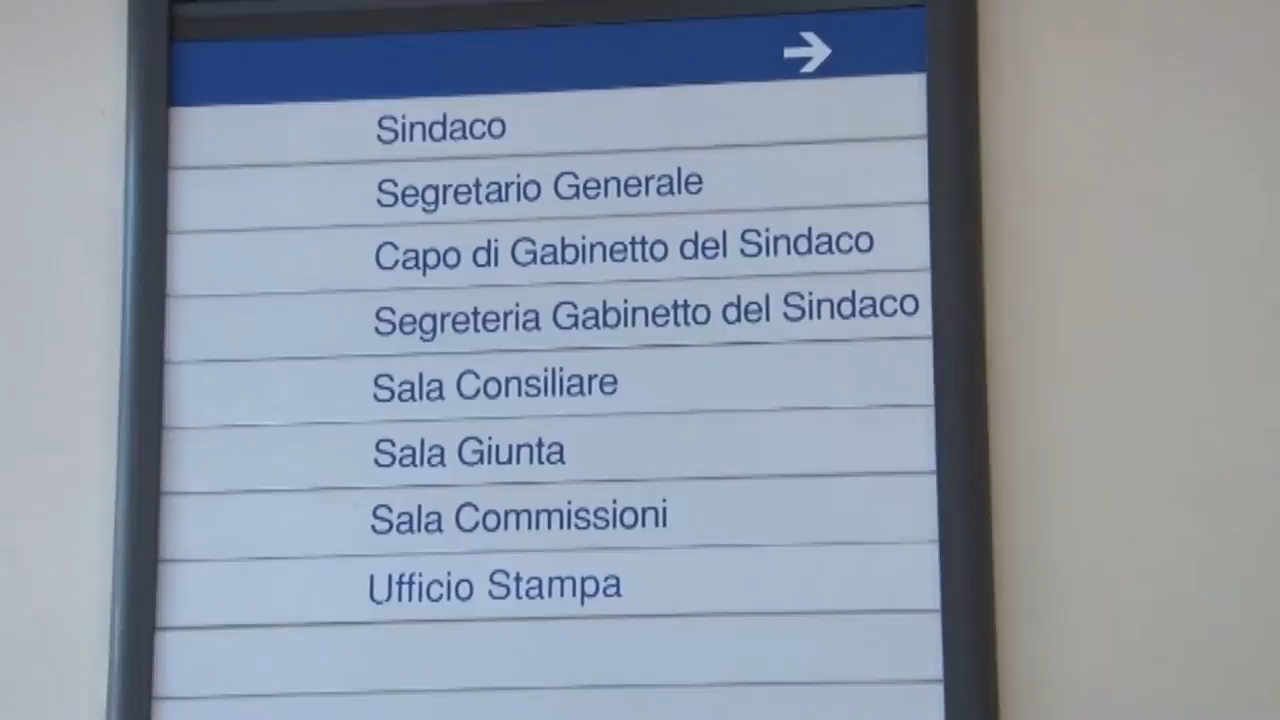 Sindaco
Segretario Generale
Capo di Gabinetto del Sindaco
Segreteria Gabinetto del Sindaco
Sala Consiliare
Sala Giunta
Sala Commissioni
Ufficio Stampa